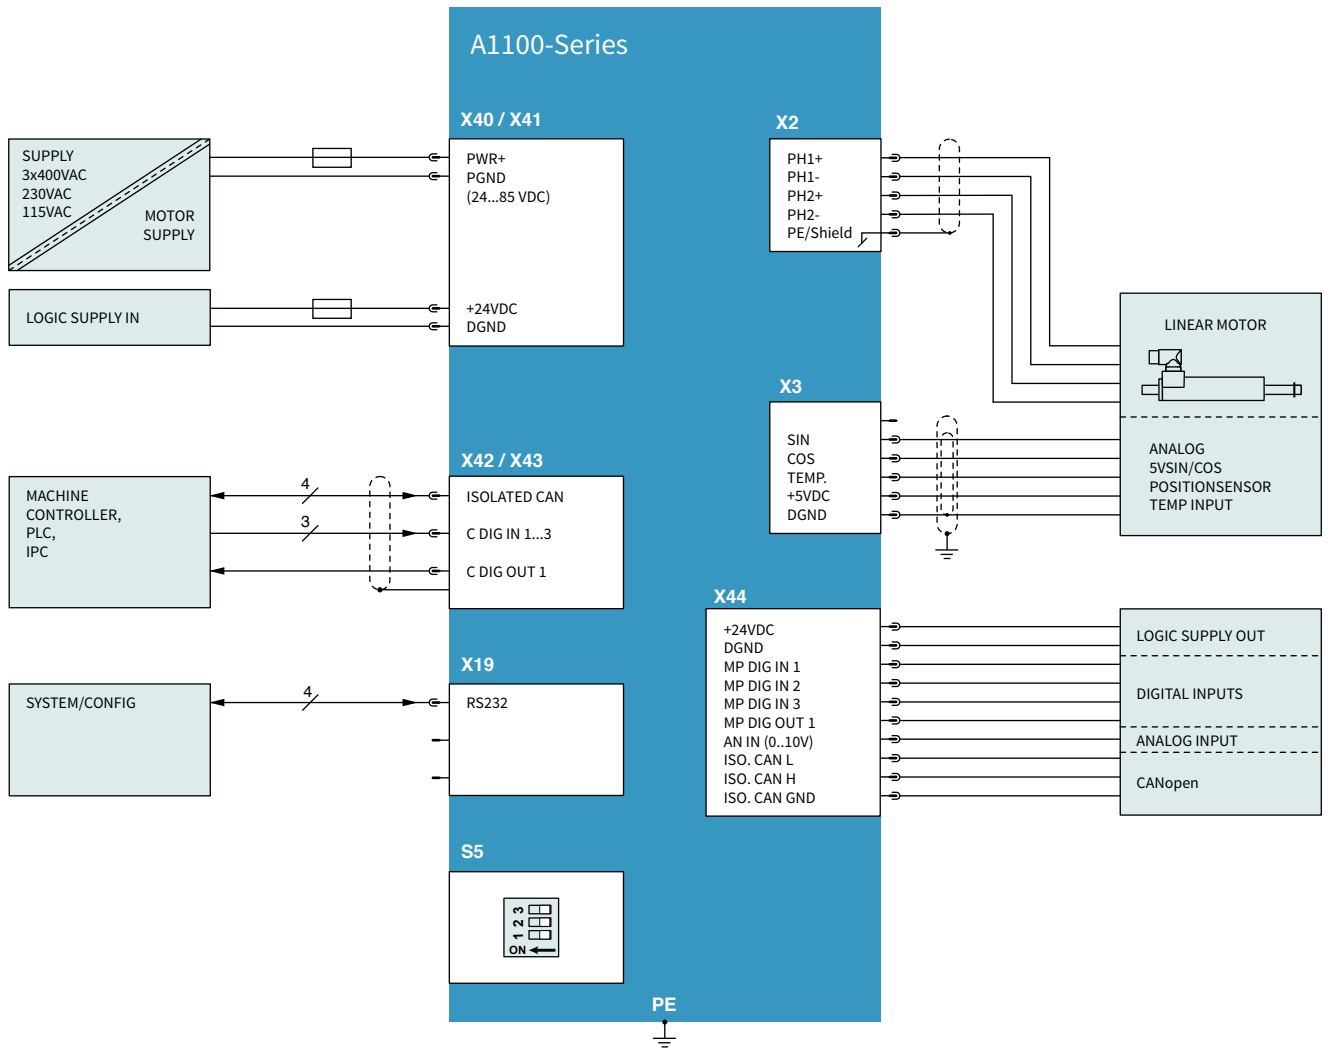 A1100-Series
X40 / X41
SUPPLY
3x400VAC
230VAC
115VAC
MOTOR
SUPPLY
PWR+
PGND
(24...85 VDC)
LOGIC SUPPLY IN
+24VDC
DGND
X42 / X43
MACHINE
CONTROLLER,
PLC,
IPC
4
3
ISOLATED CAN
C DIG IN 1...3
C DIG OUT 1
X19
SYSTEM/CONFIG
4
RS232
S5
1 2 3
ON
PE
X2
PH1+
PH1-
PH2+
PH2-
PE/Shield
LINEAR MOTOR
X3
SIN
COS
TEMP.
+5VDC
DGND
ANALOG
5VSIN/COS
POSITIONSENSOR
TEMP INPUT
X44
+24VDC
DGND
MP DIG IN 1
MP DIG IN 2
MP DIG IN 3
MP DIG OUT 1
AN IN (0..10V)
ISO. CAN L
ISO. CAN H
ISO. CAN GND
LOGIC SUPPLY OUT
DIGITAL INPUTS
ANALOG INPUT
CANopen